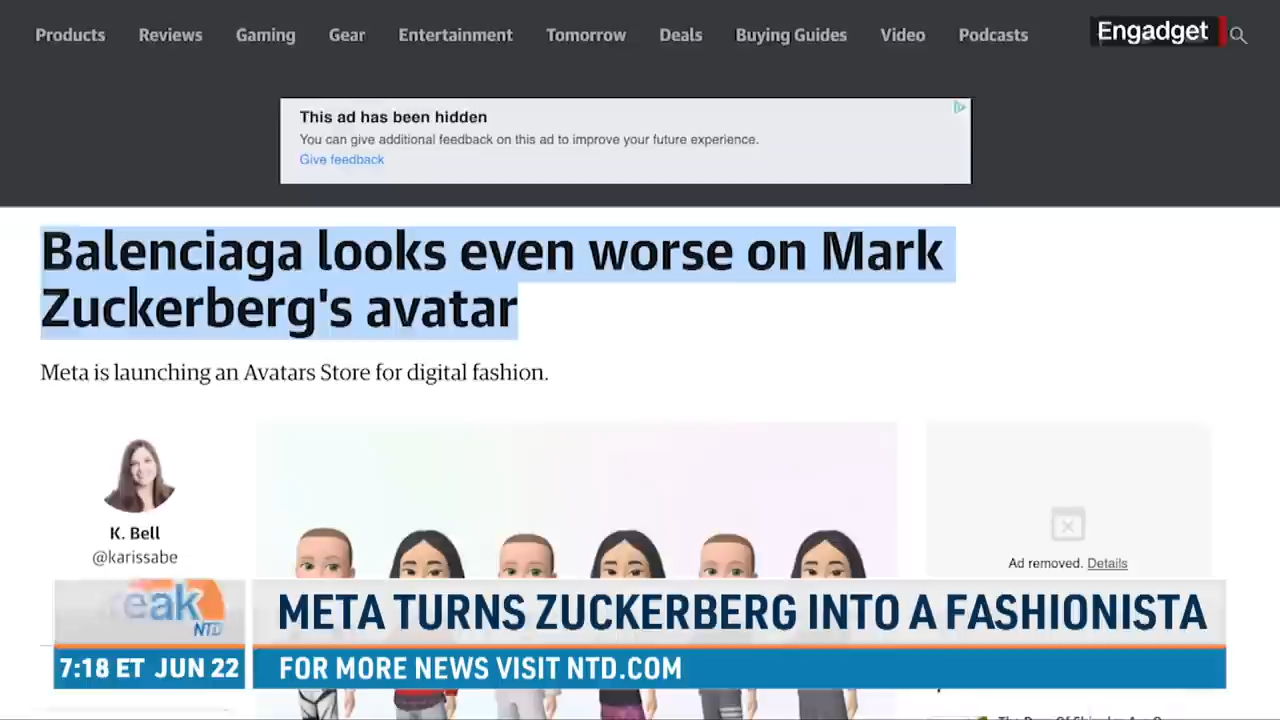 Products Reviews Gaming Gear Entertainment Tomorrow Deals Buying Guides Video Podcasts Engadget
This ad has been hidden
You can give additional feedback on this ad to improve your future experience.
Give feedback
Balenciaga looks even worse on Mark
Zuckerberg's avatar
Meta is launching an Avatars Store for digital fashion.
K. Bell
@karissabe
Ad removed. Details
eak
NTD
META TURNS ZUCKERBERG INTO A FASHIONISTA
7:18 ET JUN 22
FOR MORE NEWS VISIT NTD.COM